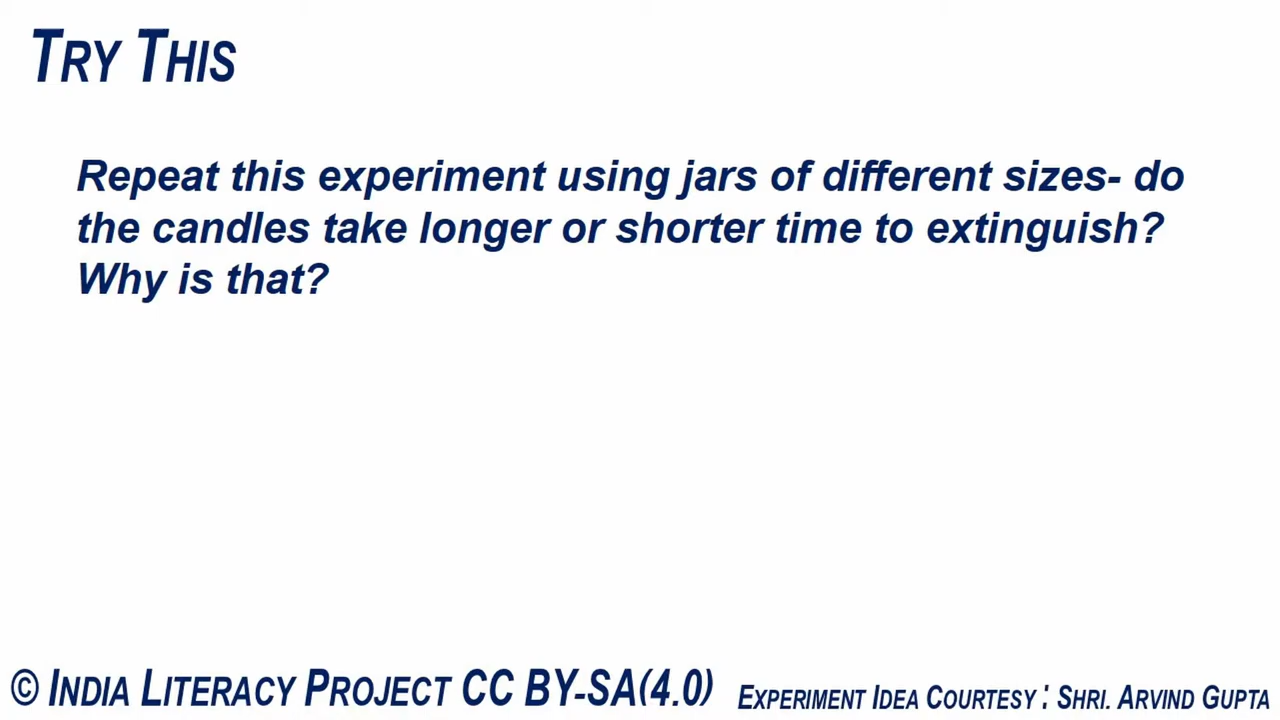 Try This
Repeat this experiment using jars of different sizes- do
the candles take longer or shorter time to extinguish?
Why is that?
© India Literacy Project CC BY-SA(4.0)
Experiment Idea Courtesy : Shri. Arvind Gupta